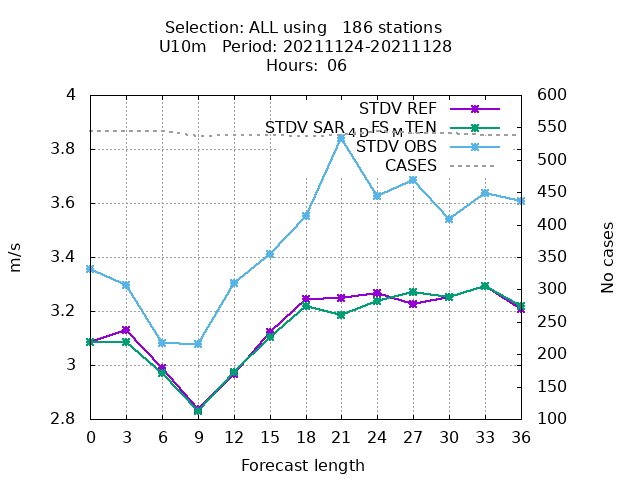 Selection: ALL using   186 stations
U10m   Period: 20211124-20211128
Hours: 06
STDV REF
STDV SAR4DFSMTEN
STDV OBS
CASES
4
3.8
3.6
3.4
3.2
3
2.8
600
550
500
450
400
350
300
250
200
150
100
m/s
No cases
0 3 6 9 12 15 18 21 24 27 30 33 36
Forecast length